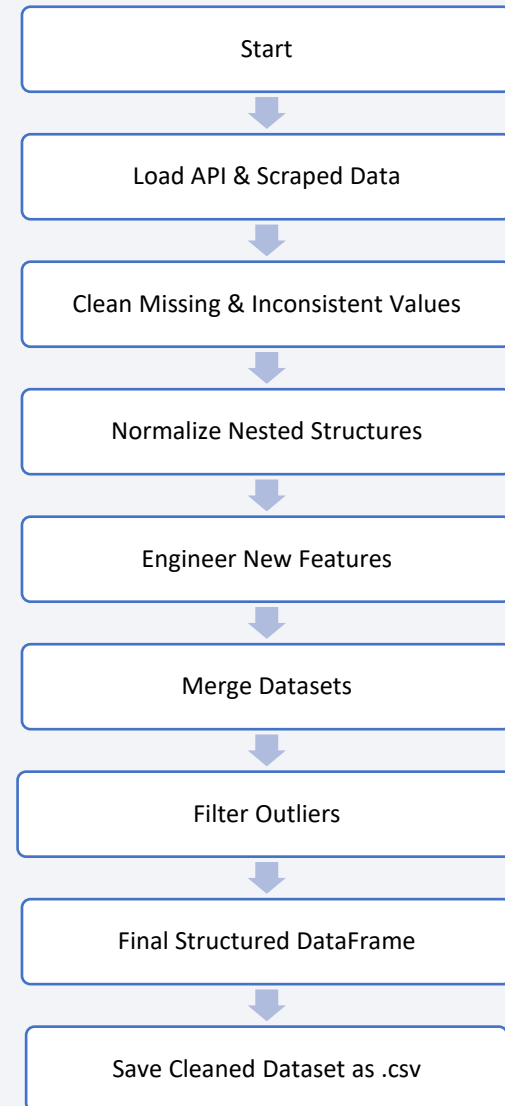 Start
Load API & Scraped Data
Clean Missing & Inconsistent Values
Normalize Nested Structures
Engineer New Features
Merge Datasets
Filter Outliers
Final Structured DataFrame
Save Cleaned Dataset as .csv